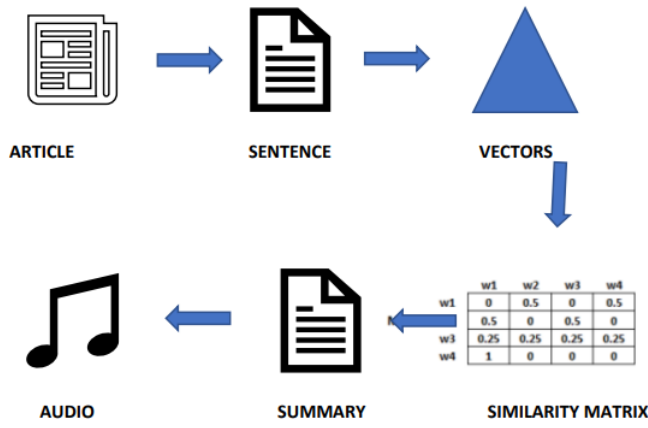 ARTICLE SENTENCE VECTORS
w1 w2 w3 w4
w1 0 0.5 0 0.5
0.5 0 0.5 0
w3 0.25 0.25 0.25 0.25
w4 1 0 0 0
AUDIO SUMMARY SIMILARITY MATRIX